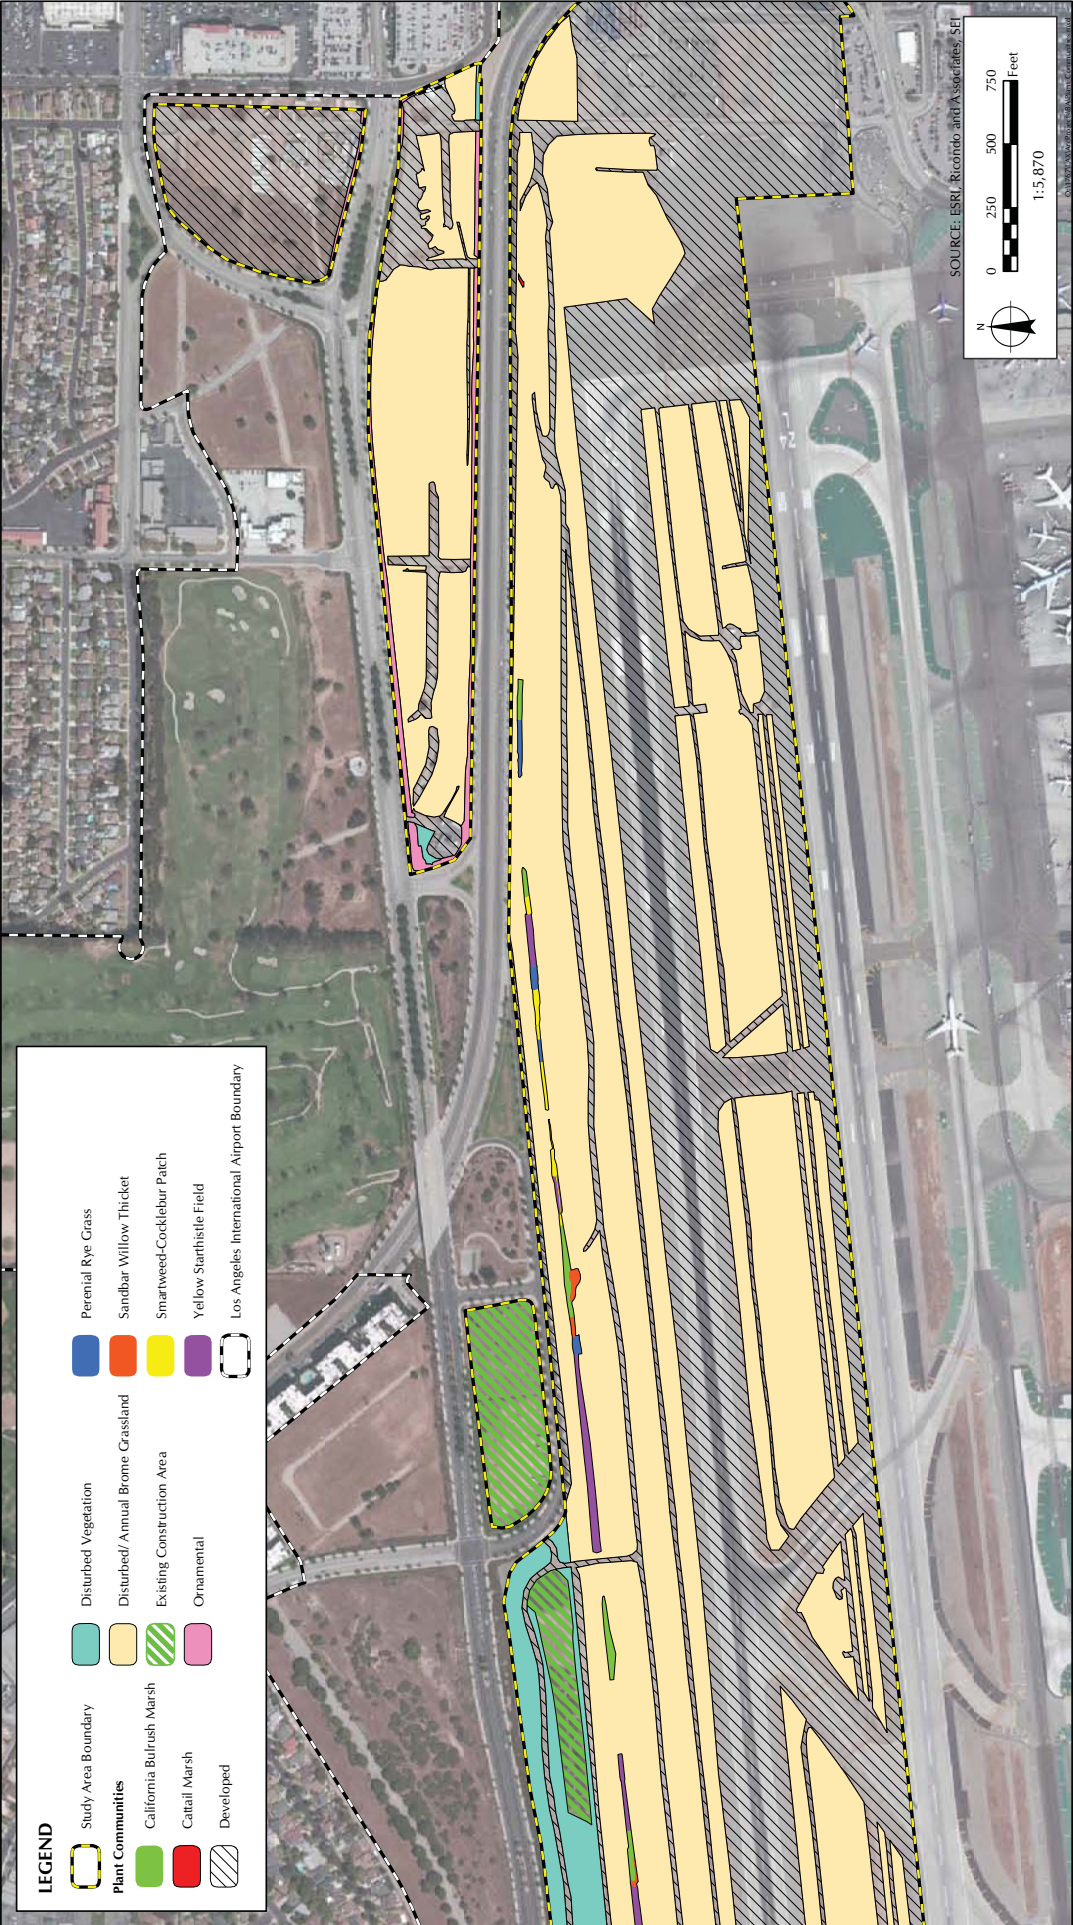 LEGEND
Study Area Boundary
Plant Communities
California Bulrush Marsh
Cattail Marsh
Developed
Disturbed Vegetation
Disturbed/ Annual Brome Grassland
Existing Construction Area
Ornamental
Perenial Rye Grass
Sandbar Willow Thicket
Smartweed-Cocklebur Patch
Yellow Starthistle Field
Los Angeles International Airport Boundary
SOURCE: ESRI, Ricondo and Associates, SEI
N
0 250 500 750
Feet
1:5,870
24